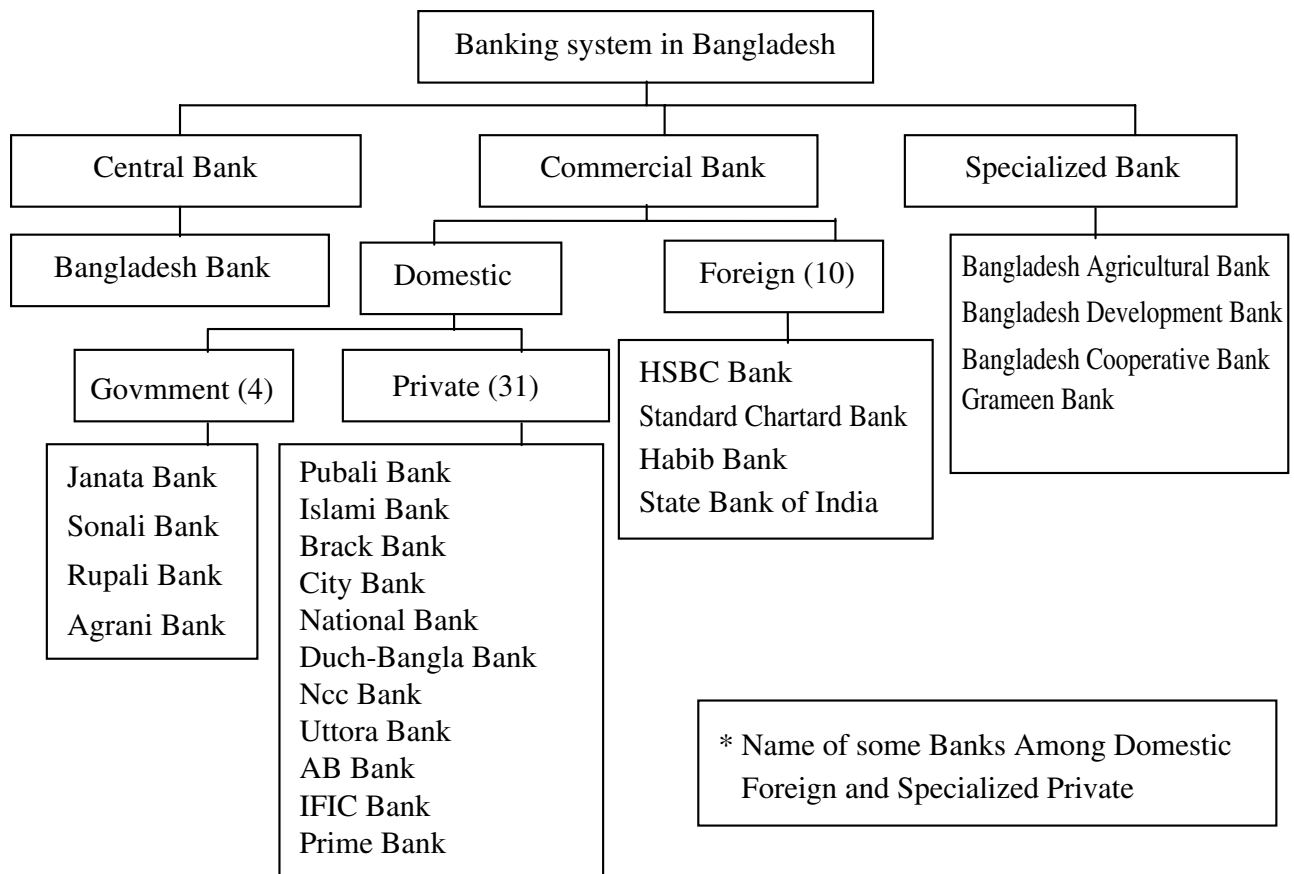 Banking system in Bangladesh
Central Bank
Commercial Bank
Specialized Bank
Bangladesh Bank
Domestic
Foreign (10)
Bangladesh Agricultural Bank
Bangladesh Development Bank
Bangladesh Cooperative Bank
Grameen Bank
Govmment (4)
Private (31)
HSBC Bank
Standard Chartard Bank
Habib Bank
State Bank of India
Janata Bank
Sonali Bank
Rupali Bank
Agrani Bank
Pubali Bank
Islami Bank
Brack Bank
City Bank
National Bank
Duch-Bangla Bank
Ncc Bank
Uttora Bank
AB Bank
IFIC Bank
Prime Bank
* Name of some Banks Among Domestic
Foreign and Specialized Private